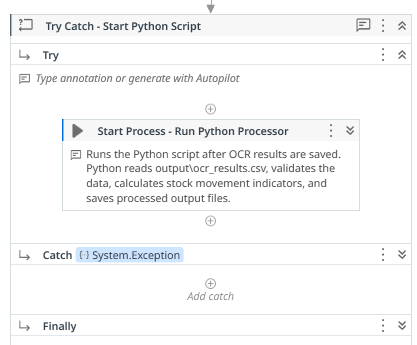 Try Catch - Start Python Script
Try
Type annotation or generate with Autopilot
Start Process - Run Python Processor
Runs the Python script after OCR results are saved.
Python reads output\ocr_results.csv, validates the
data, calculates stock movement indicators, and
saves processed output files.
Catch System.Exception
Add catch
Finally